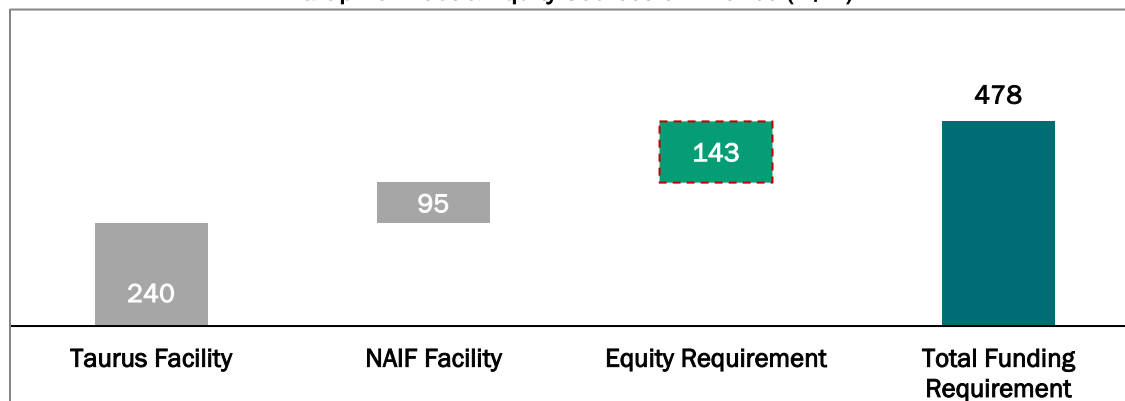 478
143
95
240
Taurus Facility
NAIF Facility
Equity Requirement
Total Funding
Requirement